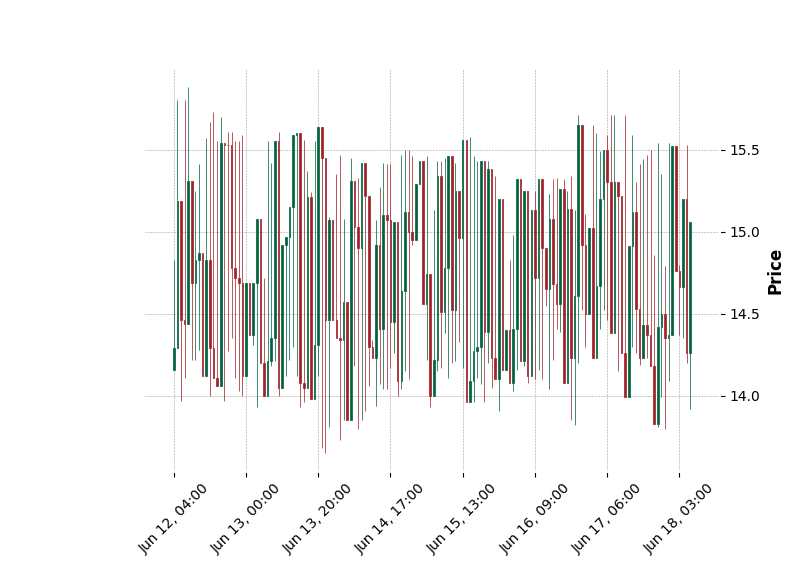 15.5
15.0
14.5
14.0
Price
Jun 12, 04:00
Jun 13, 00:00
Jun 13, 20:00
Jun 14, 17:00
Jun 15, 13:00
Jun 16, 09:00
Jun 17, 06:00
Jun 18, 03:00